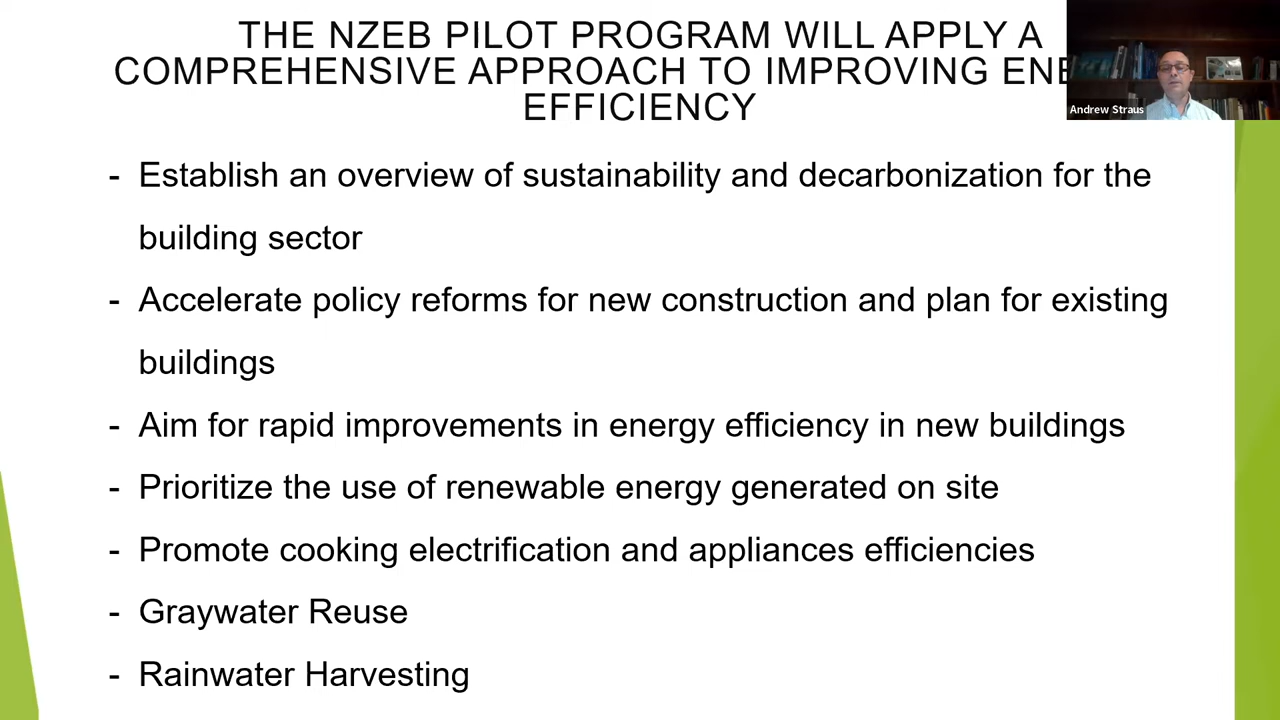 THE NZEB PILOT PROGRAM WILL APPLY A
COMPREHENSIVE APPROACH TO IMPROVING
EFFICIENCY
Andrew Straus
- Establish an overview of sustainability and decarbonization for the
building sector
- Accelerate policy reforms for new construction and plan for existing
buildings
- Aim for rapid improvements in energy efficiency in new buildings
- Prioritize the use of renewable energy generated on site
- Promote cooking electrification and appliances efficiencies
- Graywater Reuse
- Rainwater Harvesting